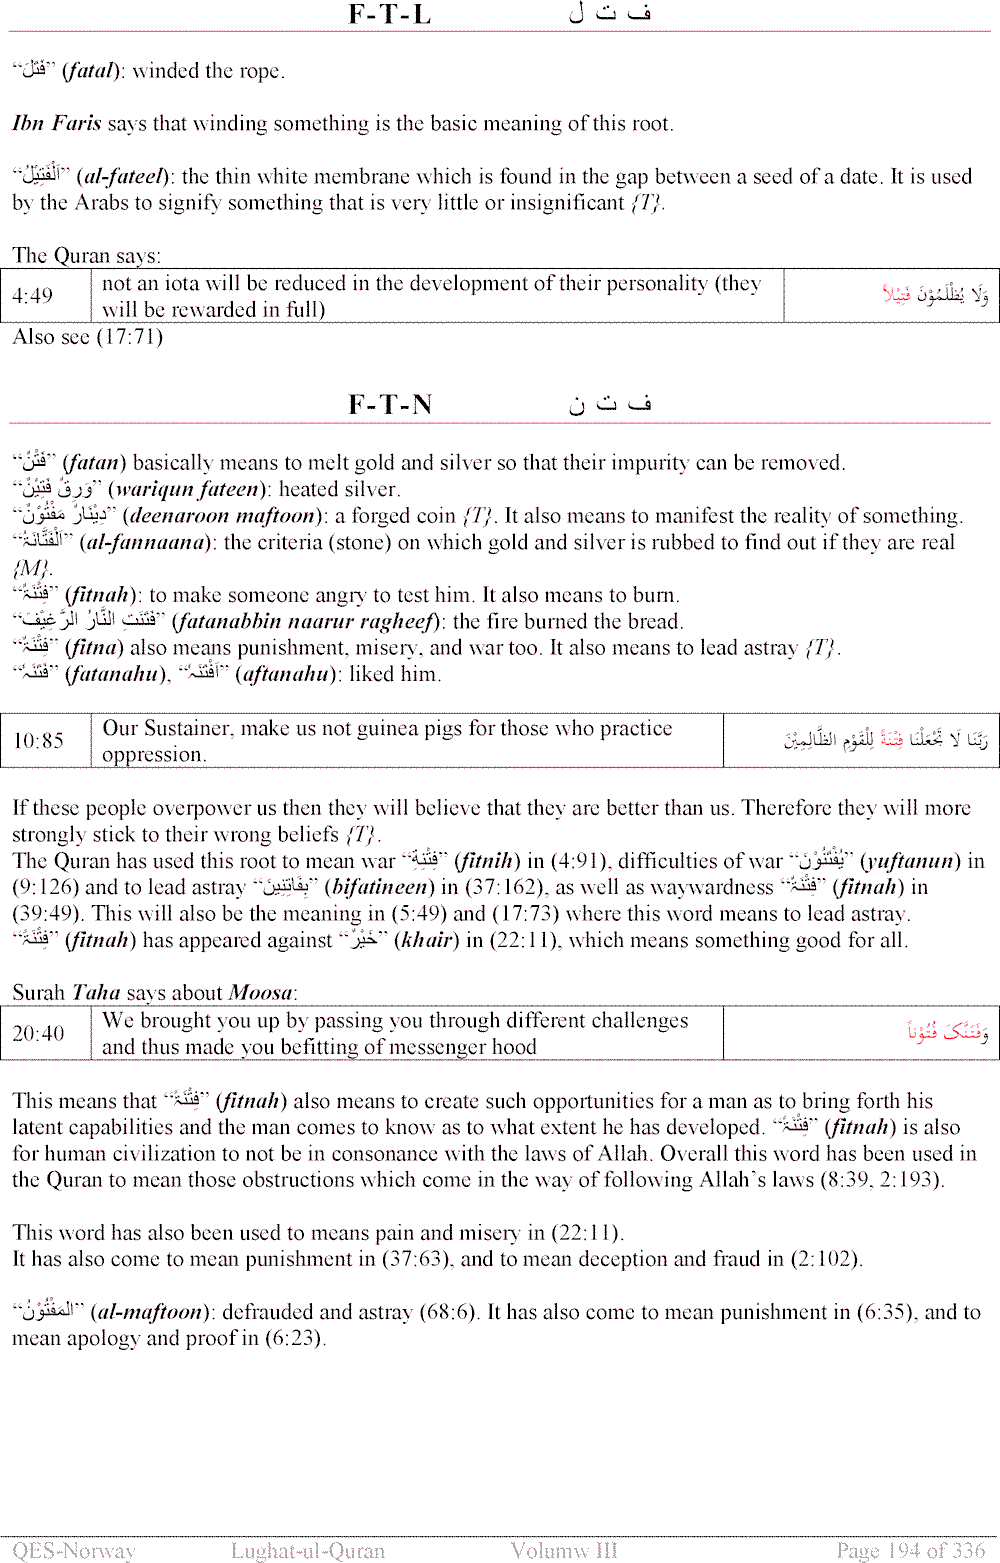 F-T-L ف ت ل
“فَتَلَ” (fatal): winded the rope.
Ibn Faris says that winding something is the basic meaning of this root.
“اَلْفَتِيْلُ” (al-fateel): the thin white membrane which is found in the gap between a seed of a date. It is used
by the Arabs to signify something that is very little or insignificant {T}.
The Quran says:
4:49 not an iota will be reduced in the development of their personality (they
will be rewarded in full) وَلَا يُظْلَمُوْنَ فَتِيْلاً
Also see (17:71)
F-T-N ف ت ن
“فَتْنٌ” (fatan) basically means to melt gold and silver so that their impurity can be removed.
“وَرِقٌ فَتِيْنٌ” (wariqun fateen): heated silver.
“دِيْنَارٌ مَفْتُوْنٌ” (deenaroon maftoon): a forged coin {T}. It also means to manifest the reality of something.
“اَلْفَتَّانَۃُ” (al-fannaana): the criteria (stone) on which gold and silver is rubbed to find out if they are real
{M}.
“فِتْنَۃٌ” (fitnah): to make someone angry to test him. It also means to burn.
“فَتَنَتِ النَّارُ الرَّغِيْفَ” (fatanabbin naarur ragheef): the fire burned the bread.
“فِتْنَۃٌ” (fitna) also means punishment, misery, and war too. It also means to lead astray {T}.
“فَتَنَہٗ” (fatanahu), “اَفْتَنَہٗ” (aftanahu): liked him.
10:85 Our Sustainer, make us not guinea pigs for those who practice
oppression. رَبَّنَا لَا تَجْعَلْنَا فِتْنَةً لِلْقَوْمِ الظَّالِمِيْنَ
If these people overpower us then they will believe that they are better than us. Therefore they will more
strongly stick to their wrong beliefs {T}.
The Quran has used this root to mean war “فِتْنِۃِ” (fitnih) in (4:91), difficulties of war “يُفْتَنُوْنَ” (yuftanun) in
(9:126) and to lead astray “بِفَاتِنِينَ” (bifatineen) in (37:162), as well as waywardness “فِتْنَۃٌ” (fitnah) in
(39:49). This will also be the meaning in (5:49) and (17:73) where this word means to lead astray.
“فِتْنَۃٌ” (fitnah) has appeared against “خَيْرٌ” (khair) in (22:11), which means something good for all.
Surah Taha says about Moosa:
20:40 We brought you up by passing you through different challenges
and thus made you befitting of messenger hood وَفَتَنّٰکَ فُتُوْناً
This means that “فِتْنَۃٌ” (fitnah) also means to create such opportunities for a man as to bring forth his
latent capabilities and the man comes to know as to what extent he has developed. “فِتْنَۃٌ” (fitnah) is also
for human civilization to not be in consonance with the laws of Allah. Overall this word has been used in
the Quran to mean those obstructions which come in the way of following Allah’s laws (8:39, 2:193).
This word has also been used to means pain and misery in (22:11).
It has also come to mean punishment in (37:63), and to mean deception and fraud in (2:102).
“المَفْتُوْنُ” (al-maftoon): defrauded and astray (68:6). It has also come to mean punishment in (6:35), and to
mean apology and proof in (6:23).
QES-Norway Lughat-ul-Quran Volumw III Page 194 of 336